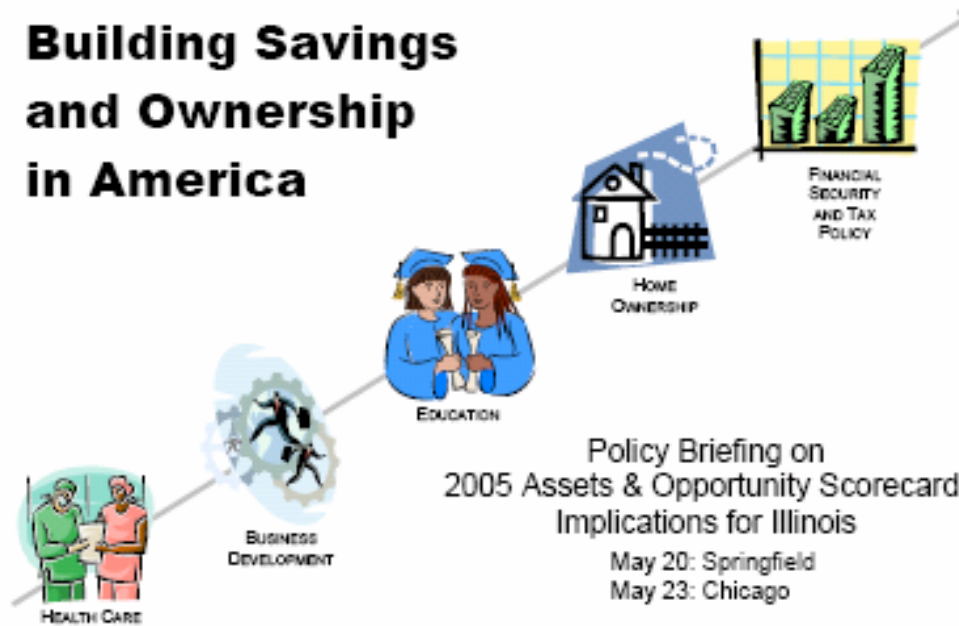 Building Savings
and Ownership
in America
FINANCIAL
SECURITY
AND TAX
POLICY
HOME
OWNERSHIP
EDUCATION
Policy Briefing on
2005 Assets & Opportunity Scorecard
Implications for Illinois
May 20: Springfield
May 23: Chicago
BUSINESS
DEVELOPMENT
HEALTH CARE